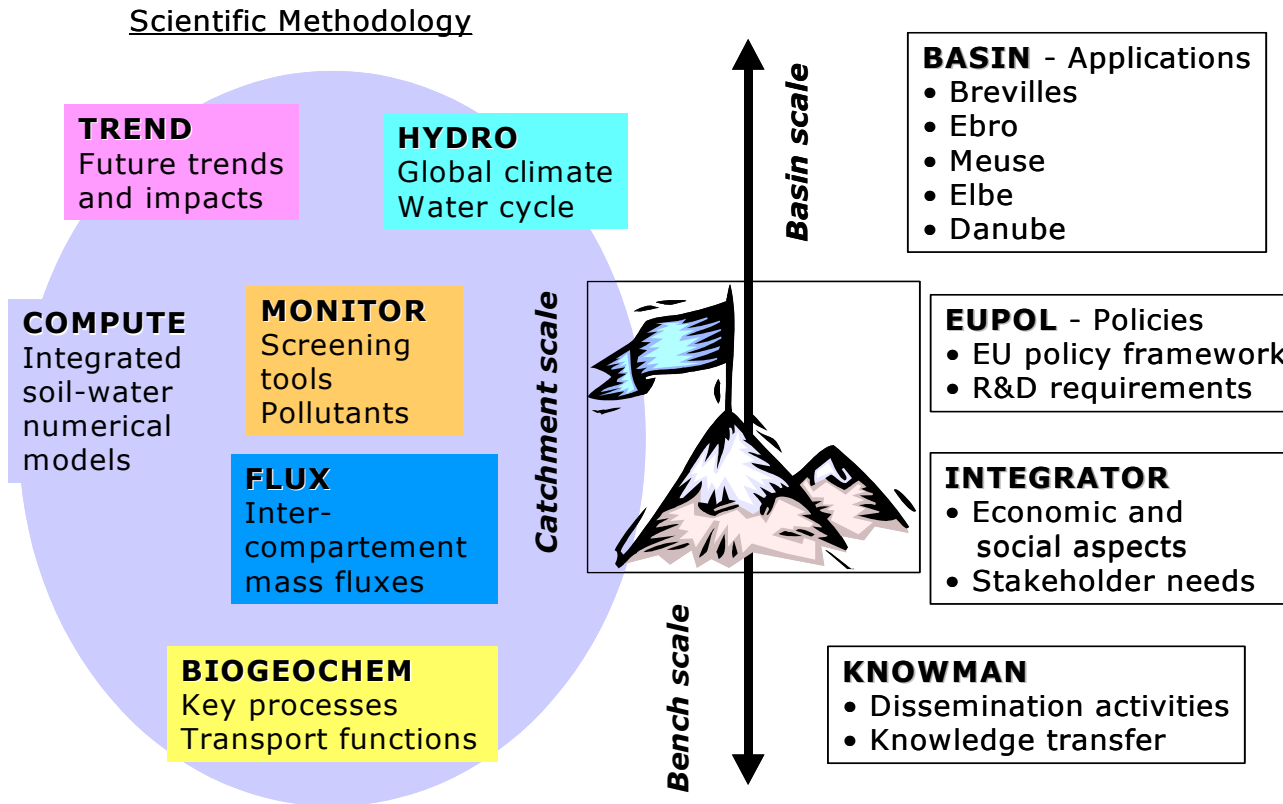 Scientific Methodology
TREND
Future trends
and impacts
HYDRO
Global climate
Water cycle
COMPUTE
Integrated
soil-water
numerical
models
MONITOR
Screening
tools
Pollutants
FLUX
Inter-
compartement
mass fluxes
BIOGEOCHEM
Key processes
Transport functions
Basin scale
Catchment scale
Bench scale
BASIN - Applications
• Brevilles
• Ebro
• Meuse
• Elbe
• Danube
EUPOL - Policies
• EU policy framework
• R&D requirements
INTEGRATOR
• Economic and
social aspects
• Stakeholder needs
KNOWMAN
• Dissemination activities
• Knowledge transfer